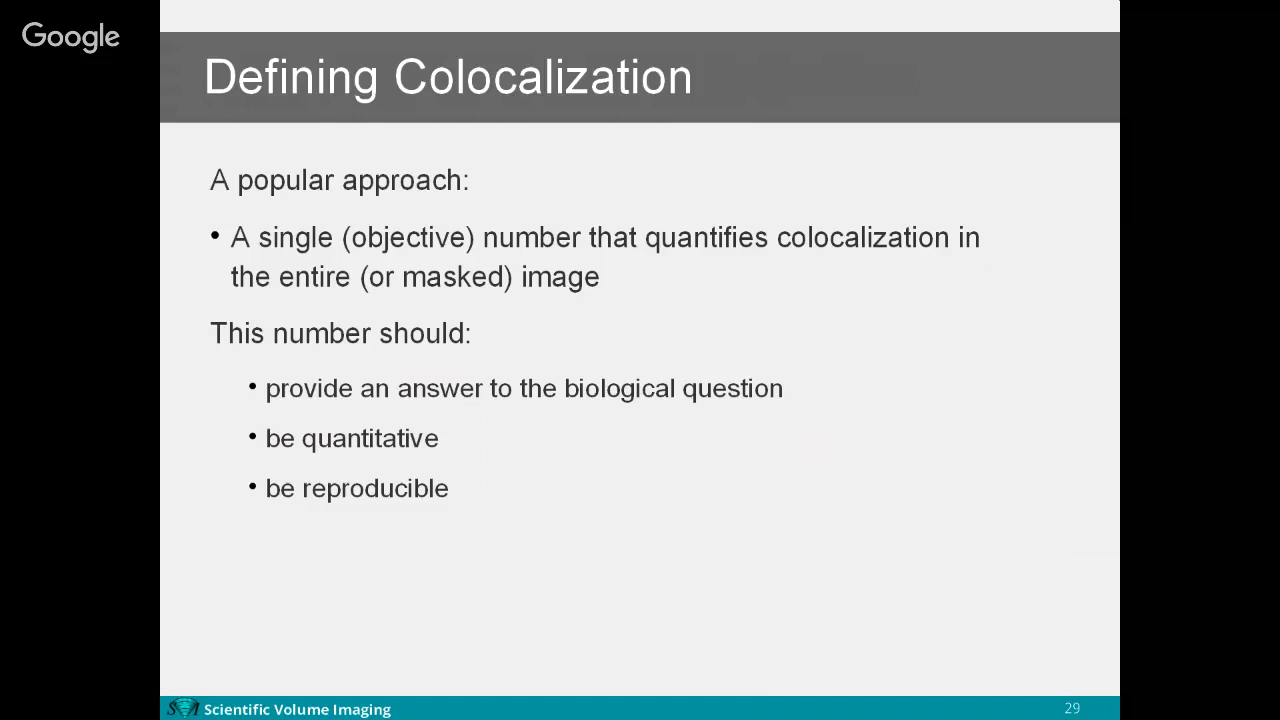 Google
Defining Colocalization
A popular approach:
• A single (objective) number that quantifies colocalization in
the entire (or masked) image
This number should:
• provide an answer to the biological question
• be quantitative
• be reproducible
SVI Scientific Volume Imaging
29